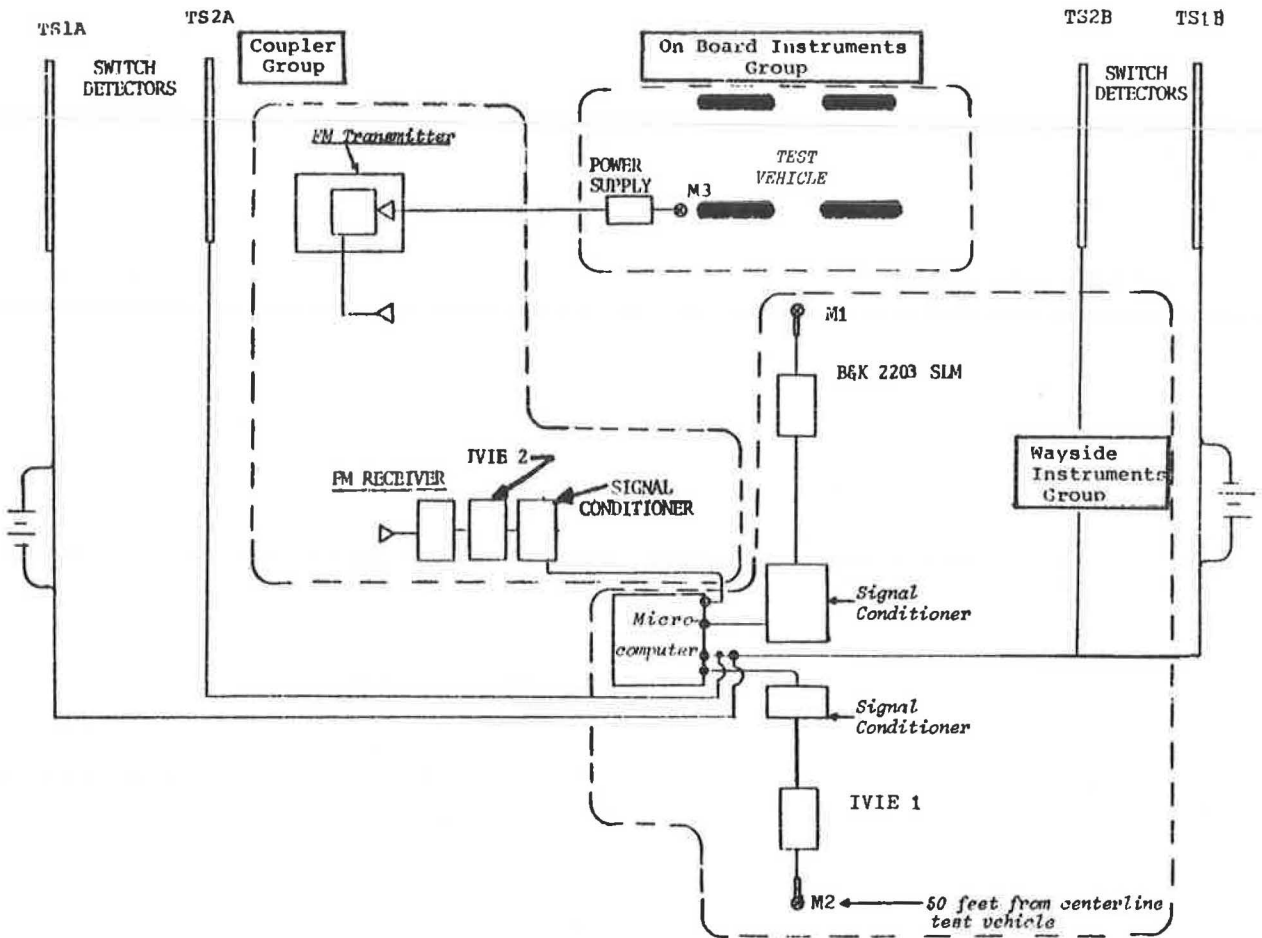 TS1A
SWITCH
DETECTORS
TS2A
Coupler
Group
On Board Instruments
Group
TS2B
SWITCH
DETECTORS
TS1B
FM Transmitter
POWER
SUPPLY
M3
TEST
VEHICLE
M1
B&K 2203 SLM
IVIE 2
FM RECEIVER
SIGNAL
CONDITIONER
Wayside
Instruments
Group
Micro-
computer
Signal
Conditioner
Signal
Conditioner
IVIE 1
M2
50 feet from centerline
test vehicle